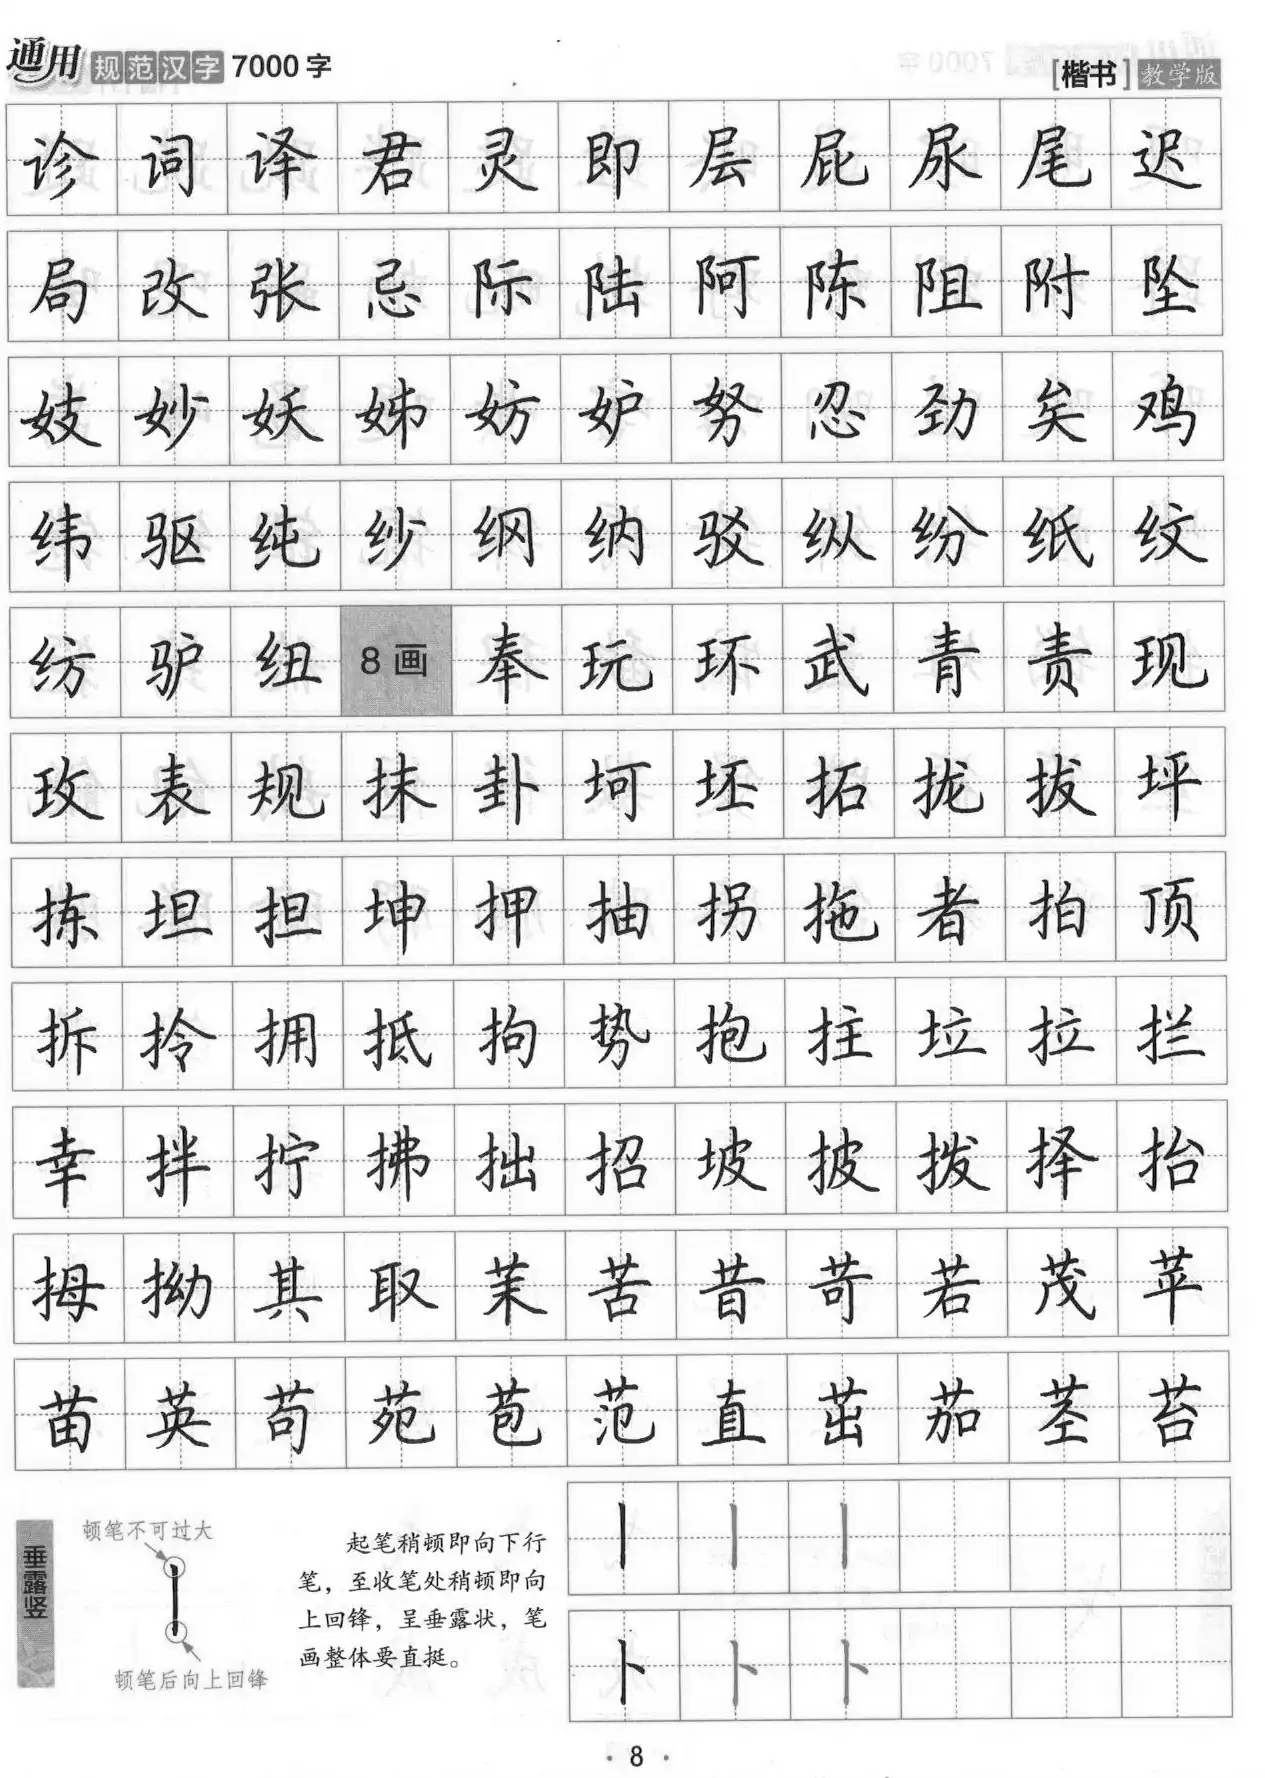 通用规范汉字7000字
[楷书]教学版
诊词译君灵即层屁尿尾迟
局改张忌际陆阿陈阻附坠
妓妙妖姊妨妒努忍劲矣鸡
纬驱纯纱纲纳驳纵纷纸纹
纺驴纽8画奉玩环武青责现
玫表规抹卦坷坯拓拢拔坪
拣坦担坤押抽拐拖者拍顶
拆拎拥抵拘势抱拄垃拉拦
幸拌拧拂拙招坡披拨择抬
拇拗其取茉苦昔苛若茂苹
苗英苟苑苞范直茁茄茎苔
垂露竖
顿笔不可过大
顿笔后向上回锋
起笔稍顿即向下行
笔，至收笔处稍顿即向
上回锋，呈垂露状，笔
画整体要直挺。
丨丨丨
卜卜卜
·8·